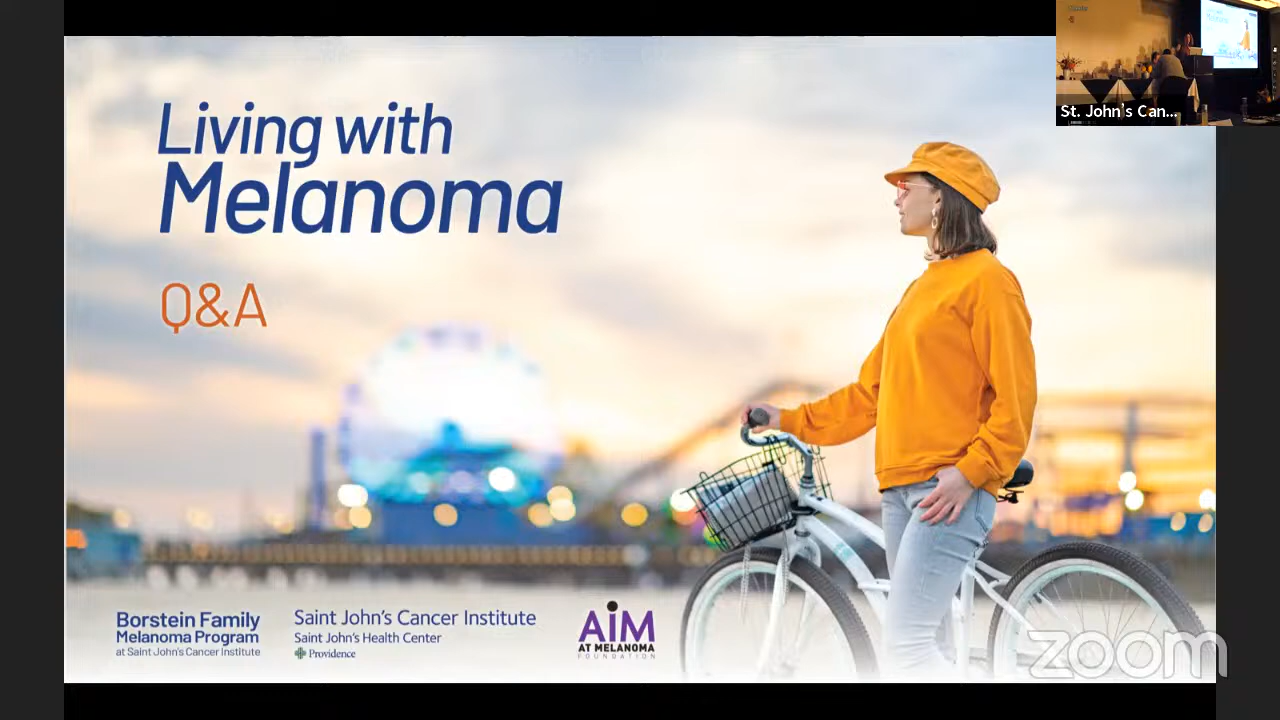 Living with
Melanoma
Q&A
St. John's Can...
Borstein Family
Melanoma Program
at Saint John's Cancer Institute
Saint John's Cancer Institute
Saint John's Health Center
Providence
AiM
AT MELANOMA
FOUNDATION
zoom